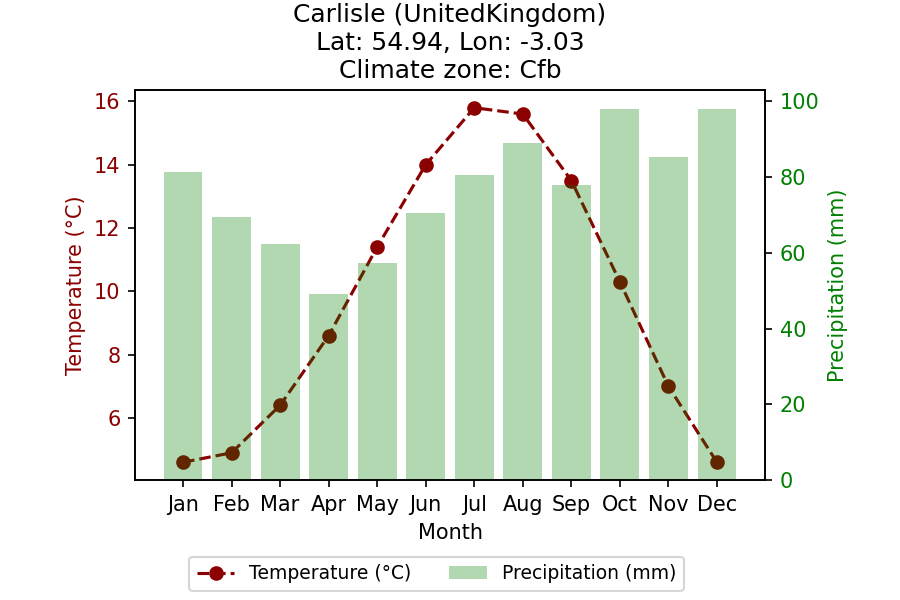 Carlisle (UnitedKingdom)
Lat: 54.94, Lon: -3.03
Climate zone: Cfb
Temperature (°C)
16
14
12
10
8
6
100
80
60
40
20
0
Precipitation (mm)
Jan Feb Mar Apr May Jun Jul Aug Sep Oct Nov Dec
Month
Temperature (°C) Precipitation (mm)